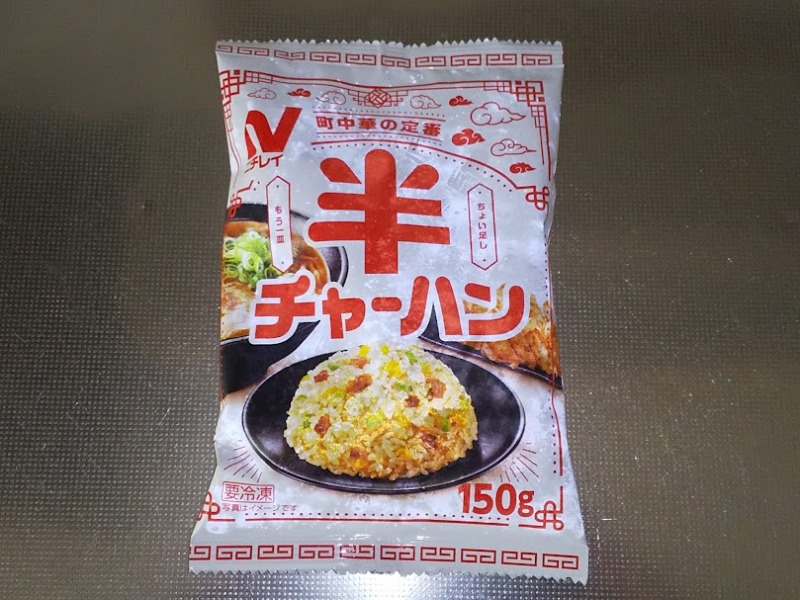 町中華の定番
ニチレイ
もう一皿
半
ちょい足し
チャーハン
150g
要冷凍
写真はイメージです